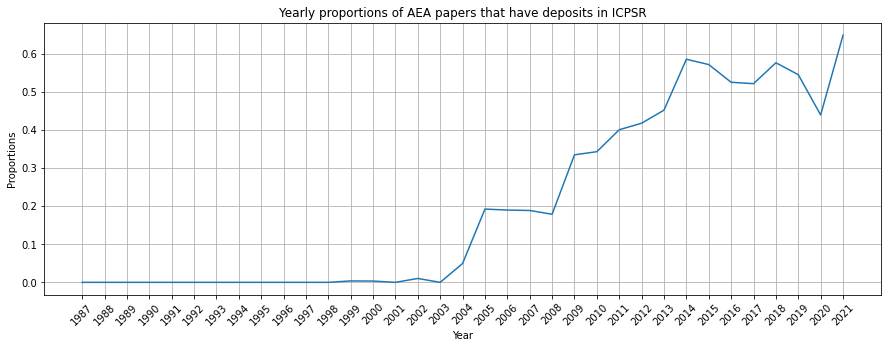 Yearly proportions of AEA papers that have deposits in ICPSR
Proportions
0.6
0.5
0.4
0.3
0.2
0.1
0.0
1987 1988 1989 1990 1991 1992 1993 1994 1995 1996 1997 1998 1999 2000 2001 2002 2003 2004 2005 2006 2007 2008 2009 2010 2011 2012 2013 2014 2015 2016 2017 2018 2019 2020 2021
Year